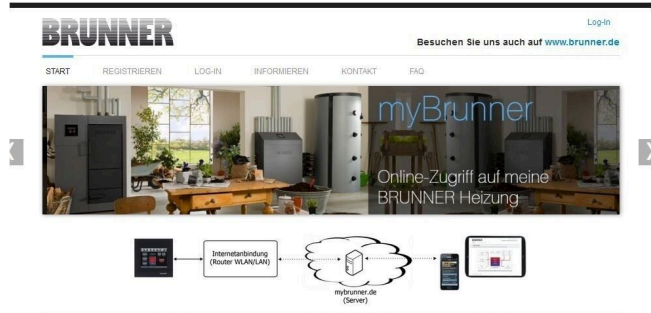 Log-in
BRUNNER
Besuchen Sie uns auch auf www.brunner.de
START REGISTRIEREN LOG-IN INFORMIEREN KONTAKT FAQ
myBrunner
Online-Zugriff auf meine
BRUNNER Heizung
Internetanbindung
(Router WLAN/LAN)
mybrunner.de
(Server)